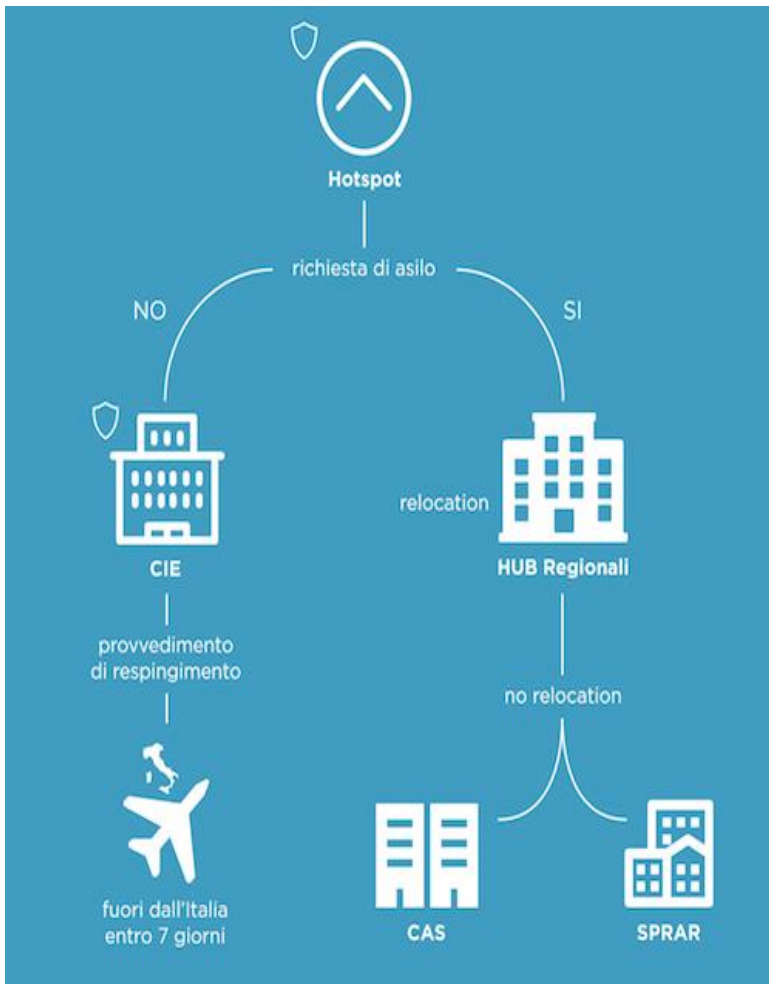 Hotspot
richiesta di asilo
NO
SI
relocation
CIE
HUB Regionali
provvedimento
di respingimento
no relocation
fuori dall'Italia
entro 7 giorni
CAS
SPRAR